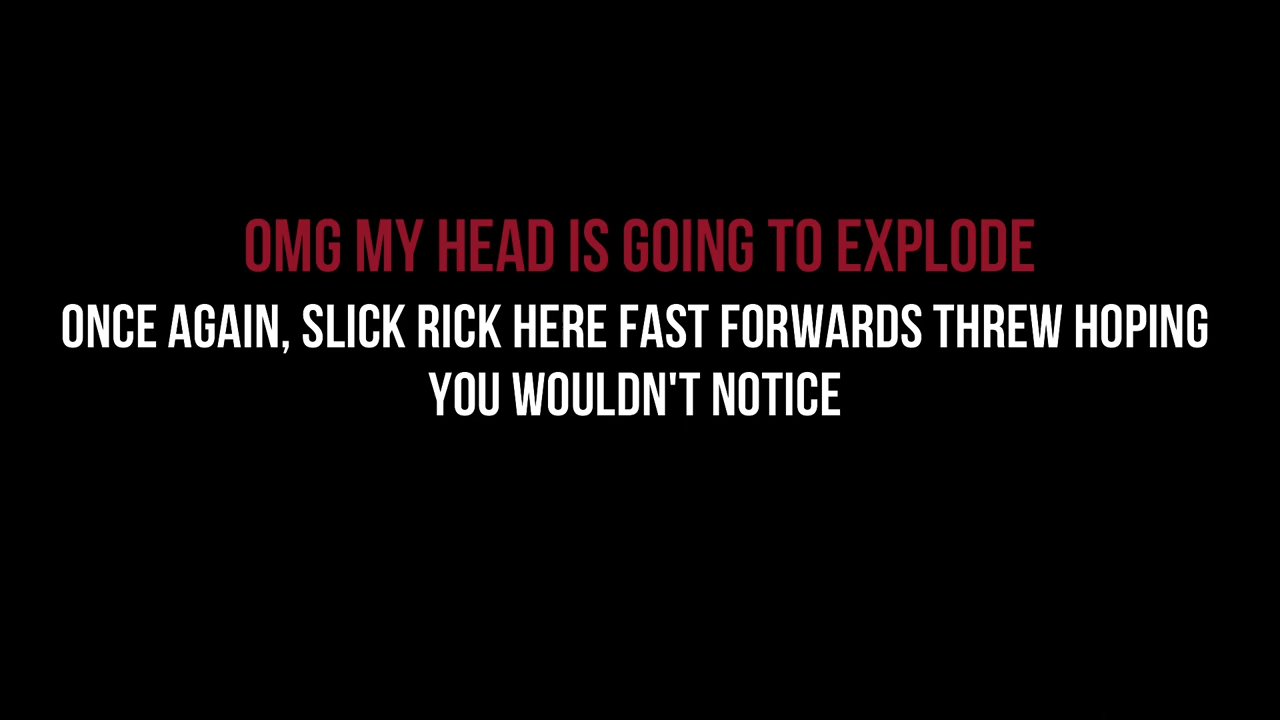 OMG MY HEAD IS GOING TO EXPLODE
ONCE AGAIN, SLICK RICK HERE FAST FORWARDS THREW HOPING
YOU WOULDN'T NOTICE